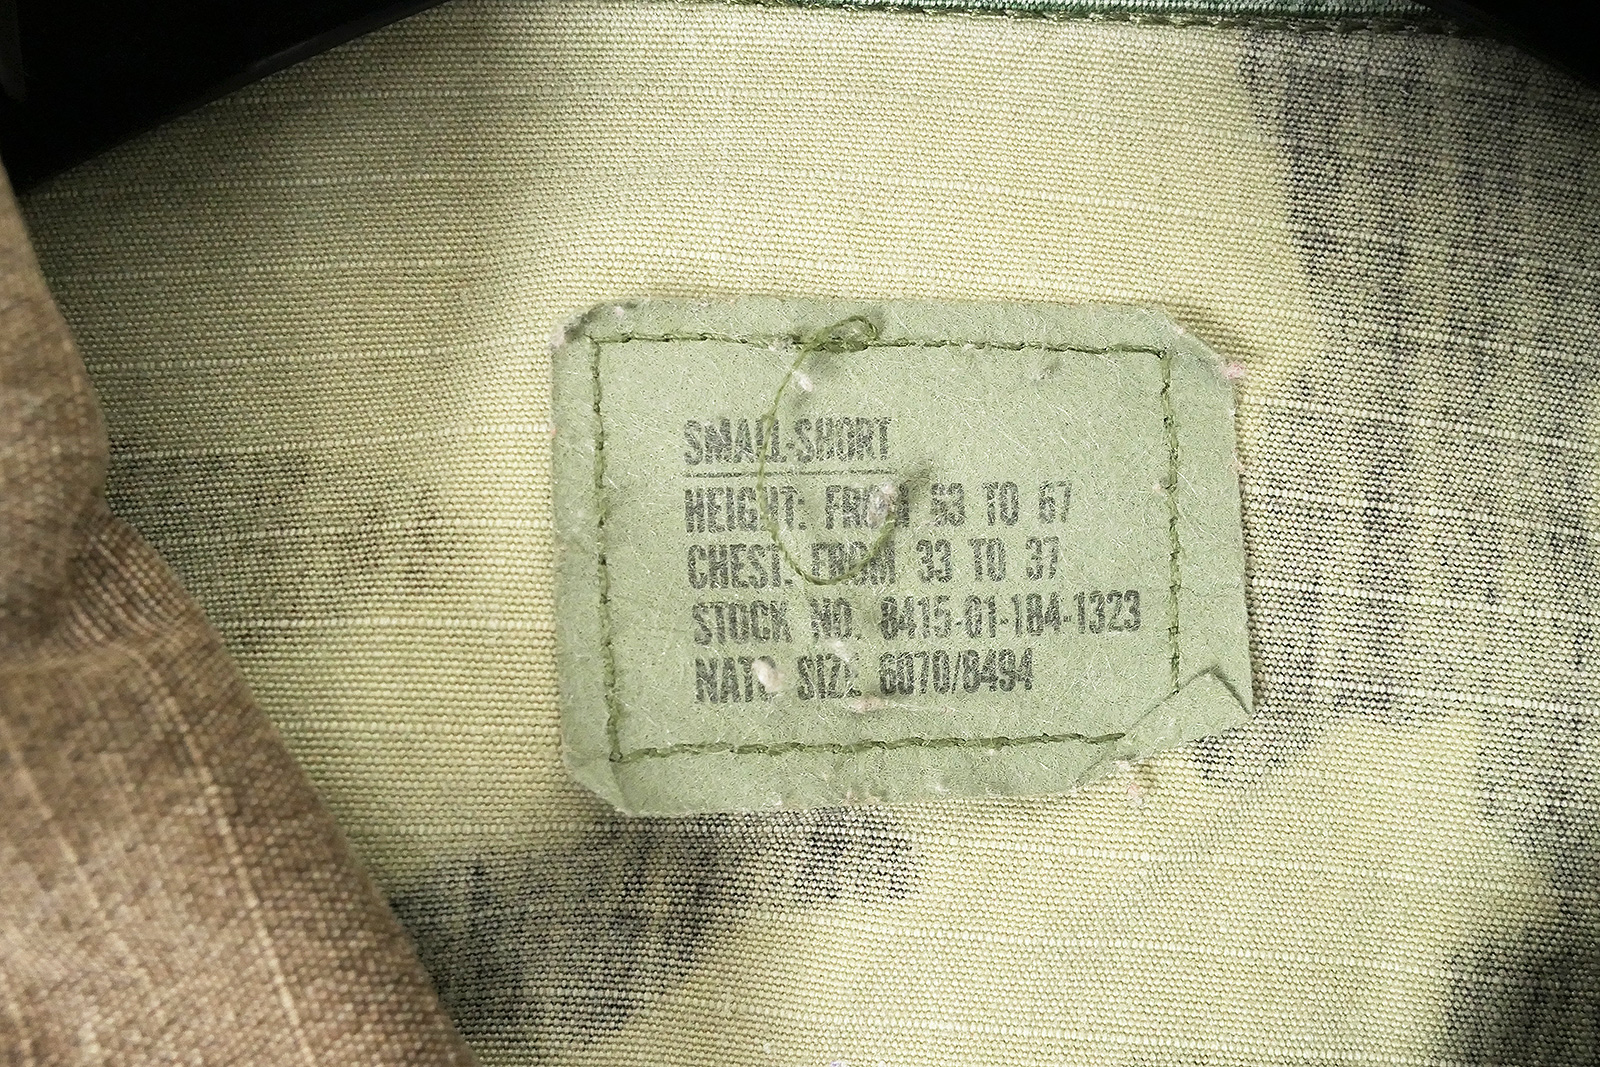 SMALL-SHORT
HEIGHT: FROM 63 TO 67
CHEST: FROM 33 TO 37
STOCK NO. 8415-01-184-1323
NATO SIZE 6070/8494